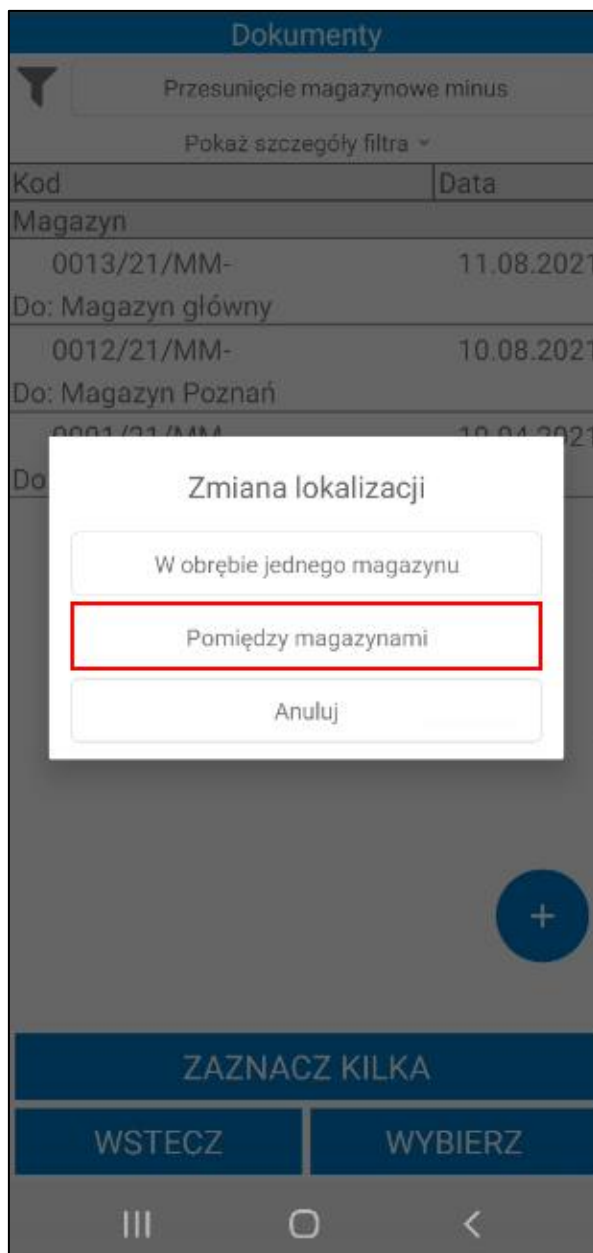 Dokumenty
Przesunięcie magazynowe minus
Pokaż szczegóły filtra
Kod Data
Magazyn
0013/21/MM- 11.08.2021
Do: Magazyn główny
0012/21/MM- 10.08.2021
Do: Magazyn Poznań
Do
Zmiana lokalizacji
W obrębie jednego magazynu
Pomiędzy magazynami
Anuluj
+
ZAZNACZ KILKA
WSTECZ WYBIERZ